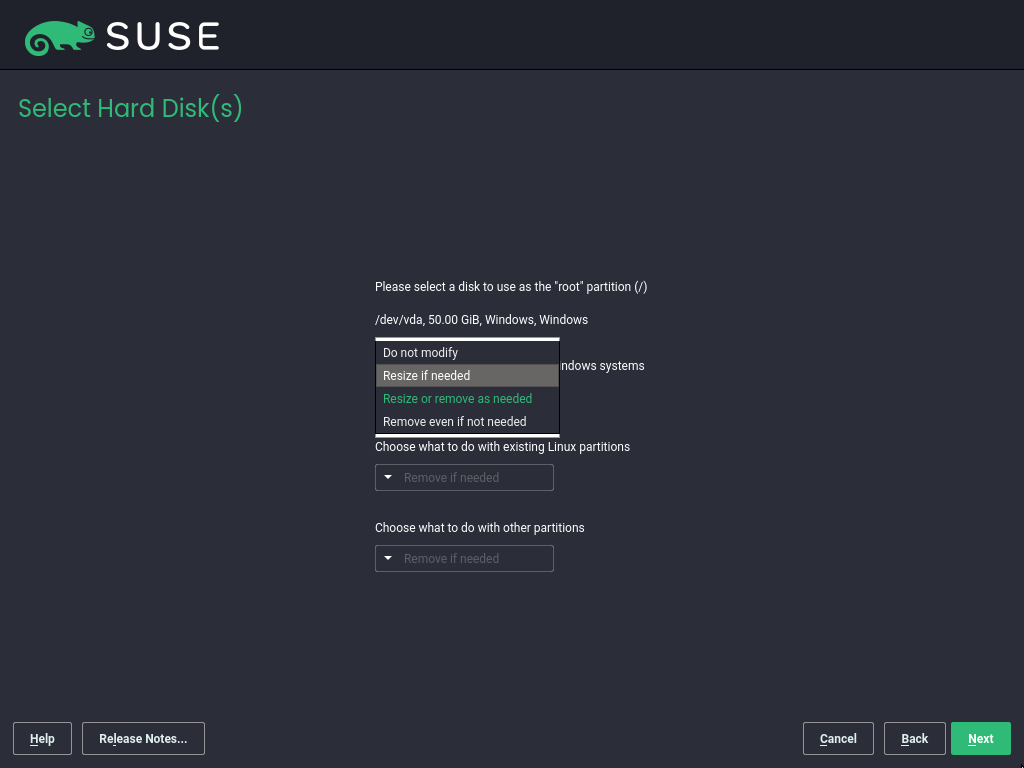 SUSE
Select Hard Disk(s)
Please select a disk to use as the "root" partition (/)
/dev/vda, 50.00 GiB, Windows, Windows
Do not modify
ndows systems
Resize if needed
Resize or remove as needed
Remove even if not needed
Choose what to do with existing Linux partitions
Remove if needed
Choose what to do with other partitions
Remove if needed
Help Release Notes... Cancel Back Next